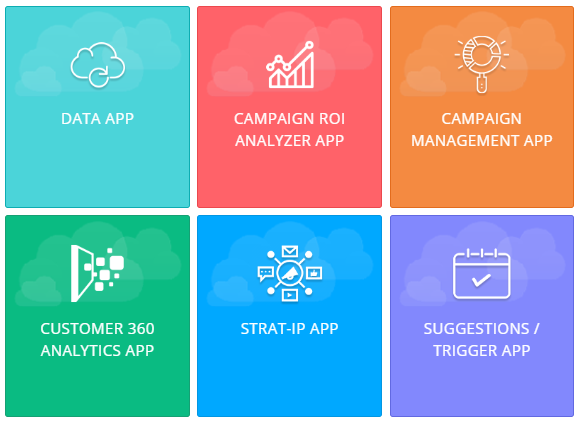 DATA APP
CAMPAIGN ROI
ANALYZER APP
CAMPAIGN
MANAGEMENT APP
CUSTOMER 360
ANALYTICS APP
STRAT-IP APP
SUGGESTIONS /
TRIGGER APP